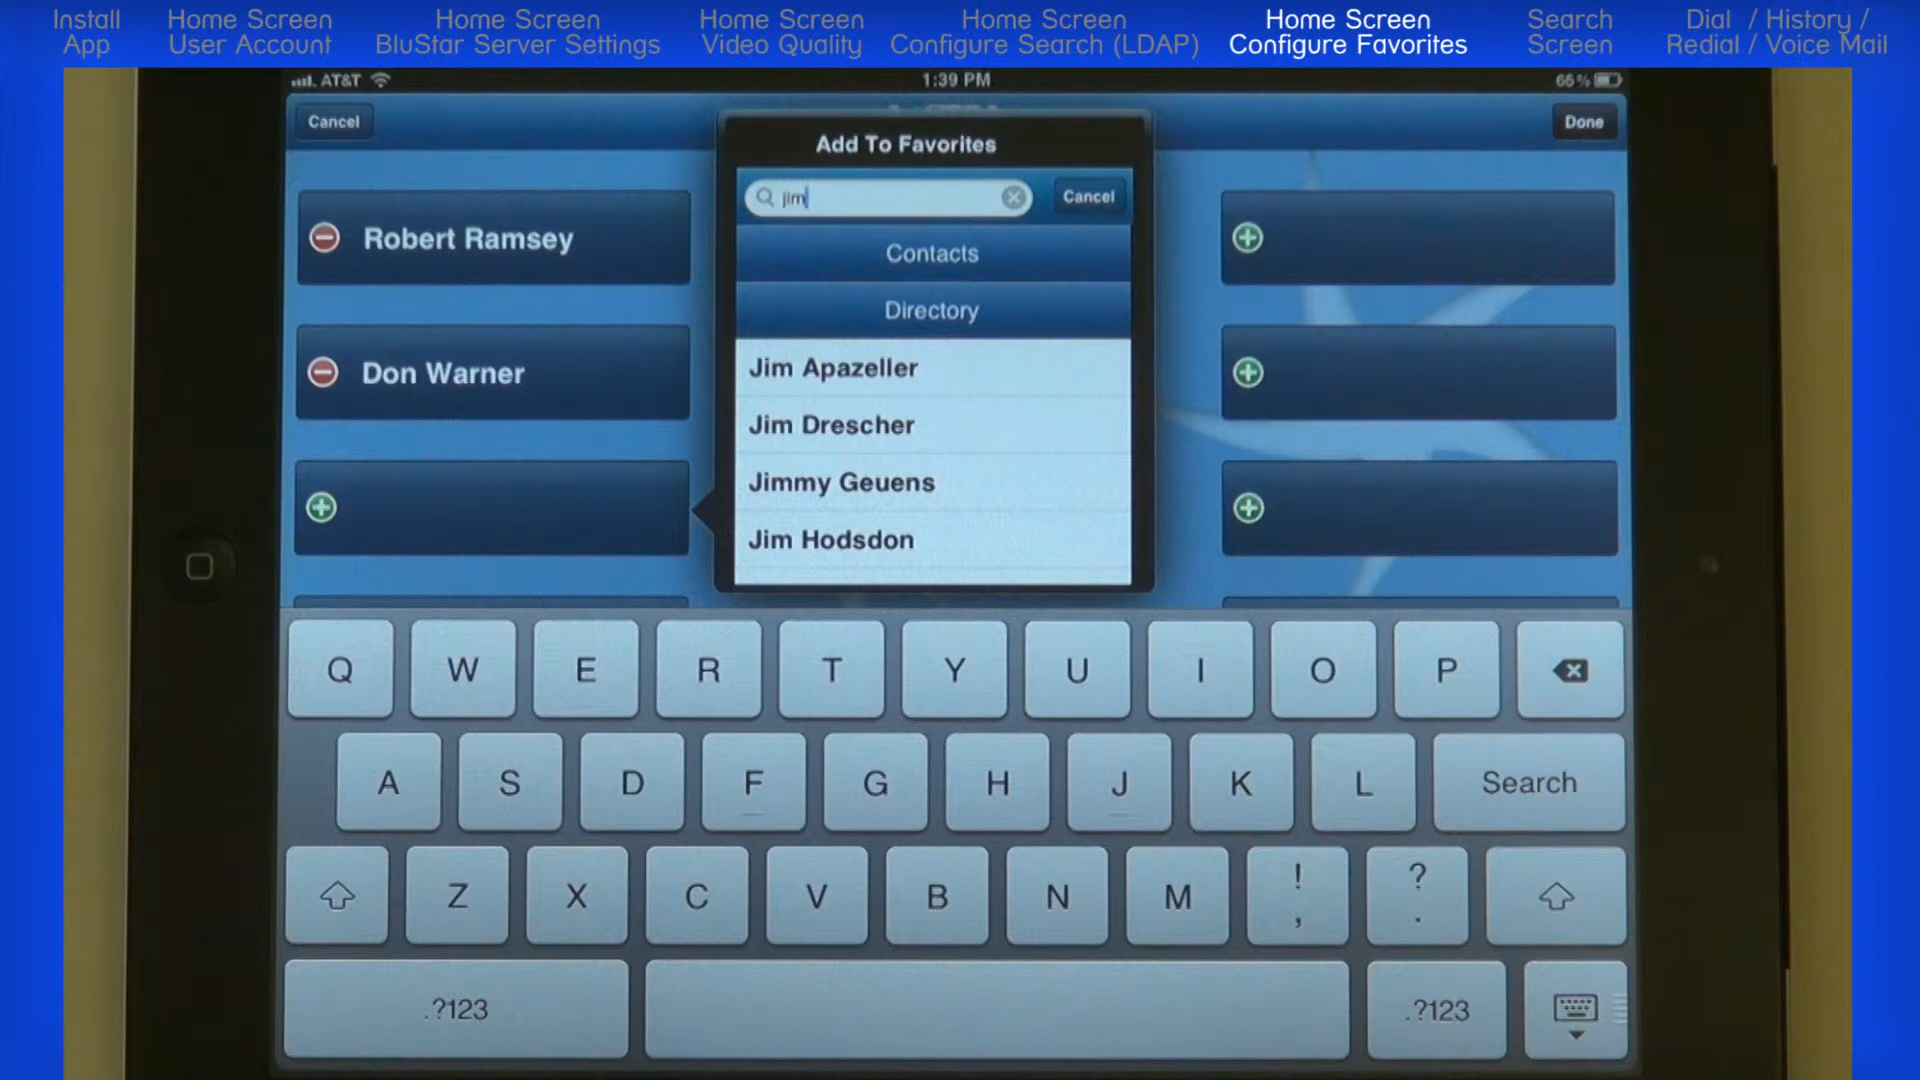 Install
App
Home Screen
User Account
Home Screen
BluStar Server Settings
Home Screen
Video Quality
Home Screen
Configure Search (LDAP)
Home Screen
Configure Favorites
Search
Screen
Dial / History /
Redial / Voice Mail
AT&T
1:39 PM
66%
Cancel
Done
Add To Favorites
jim
Cancel
Contacts
Directory
Jim Apazeller
Jim Drescher
Jimmy Geuens
Jim Hodsdon
Robert Ramsey
Don Warner
Q W E R T Y U I O P
A S D F G H J K L Search
Z X C V B N M ! , ? .
.?123 .?123